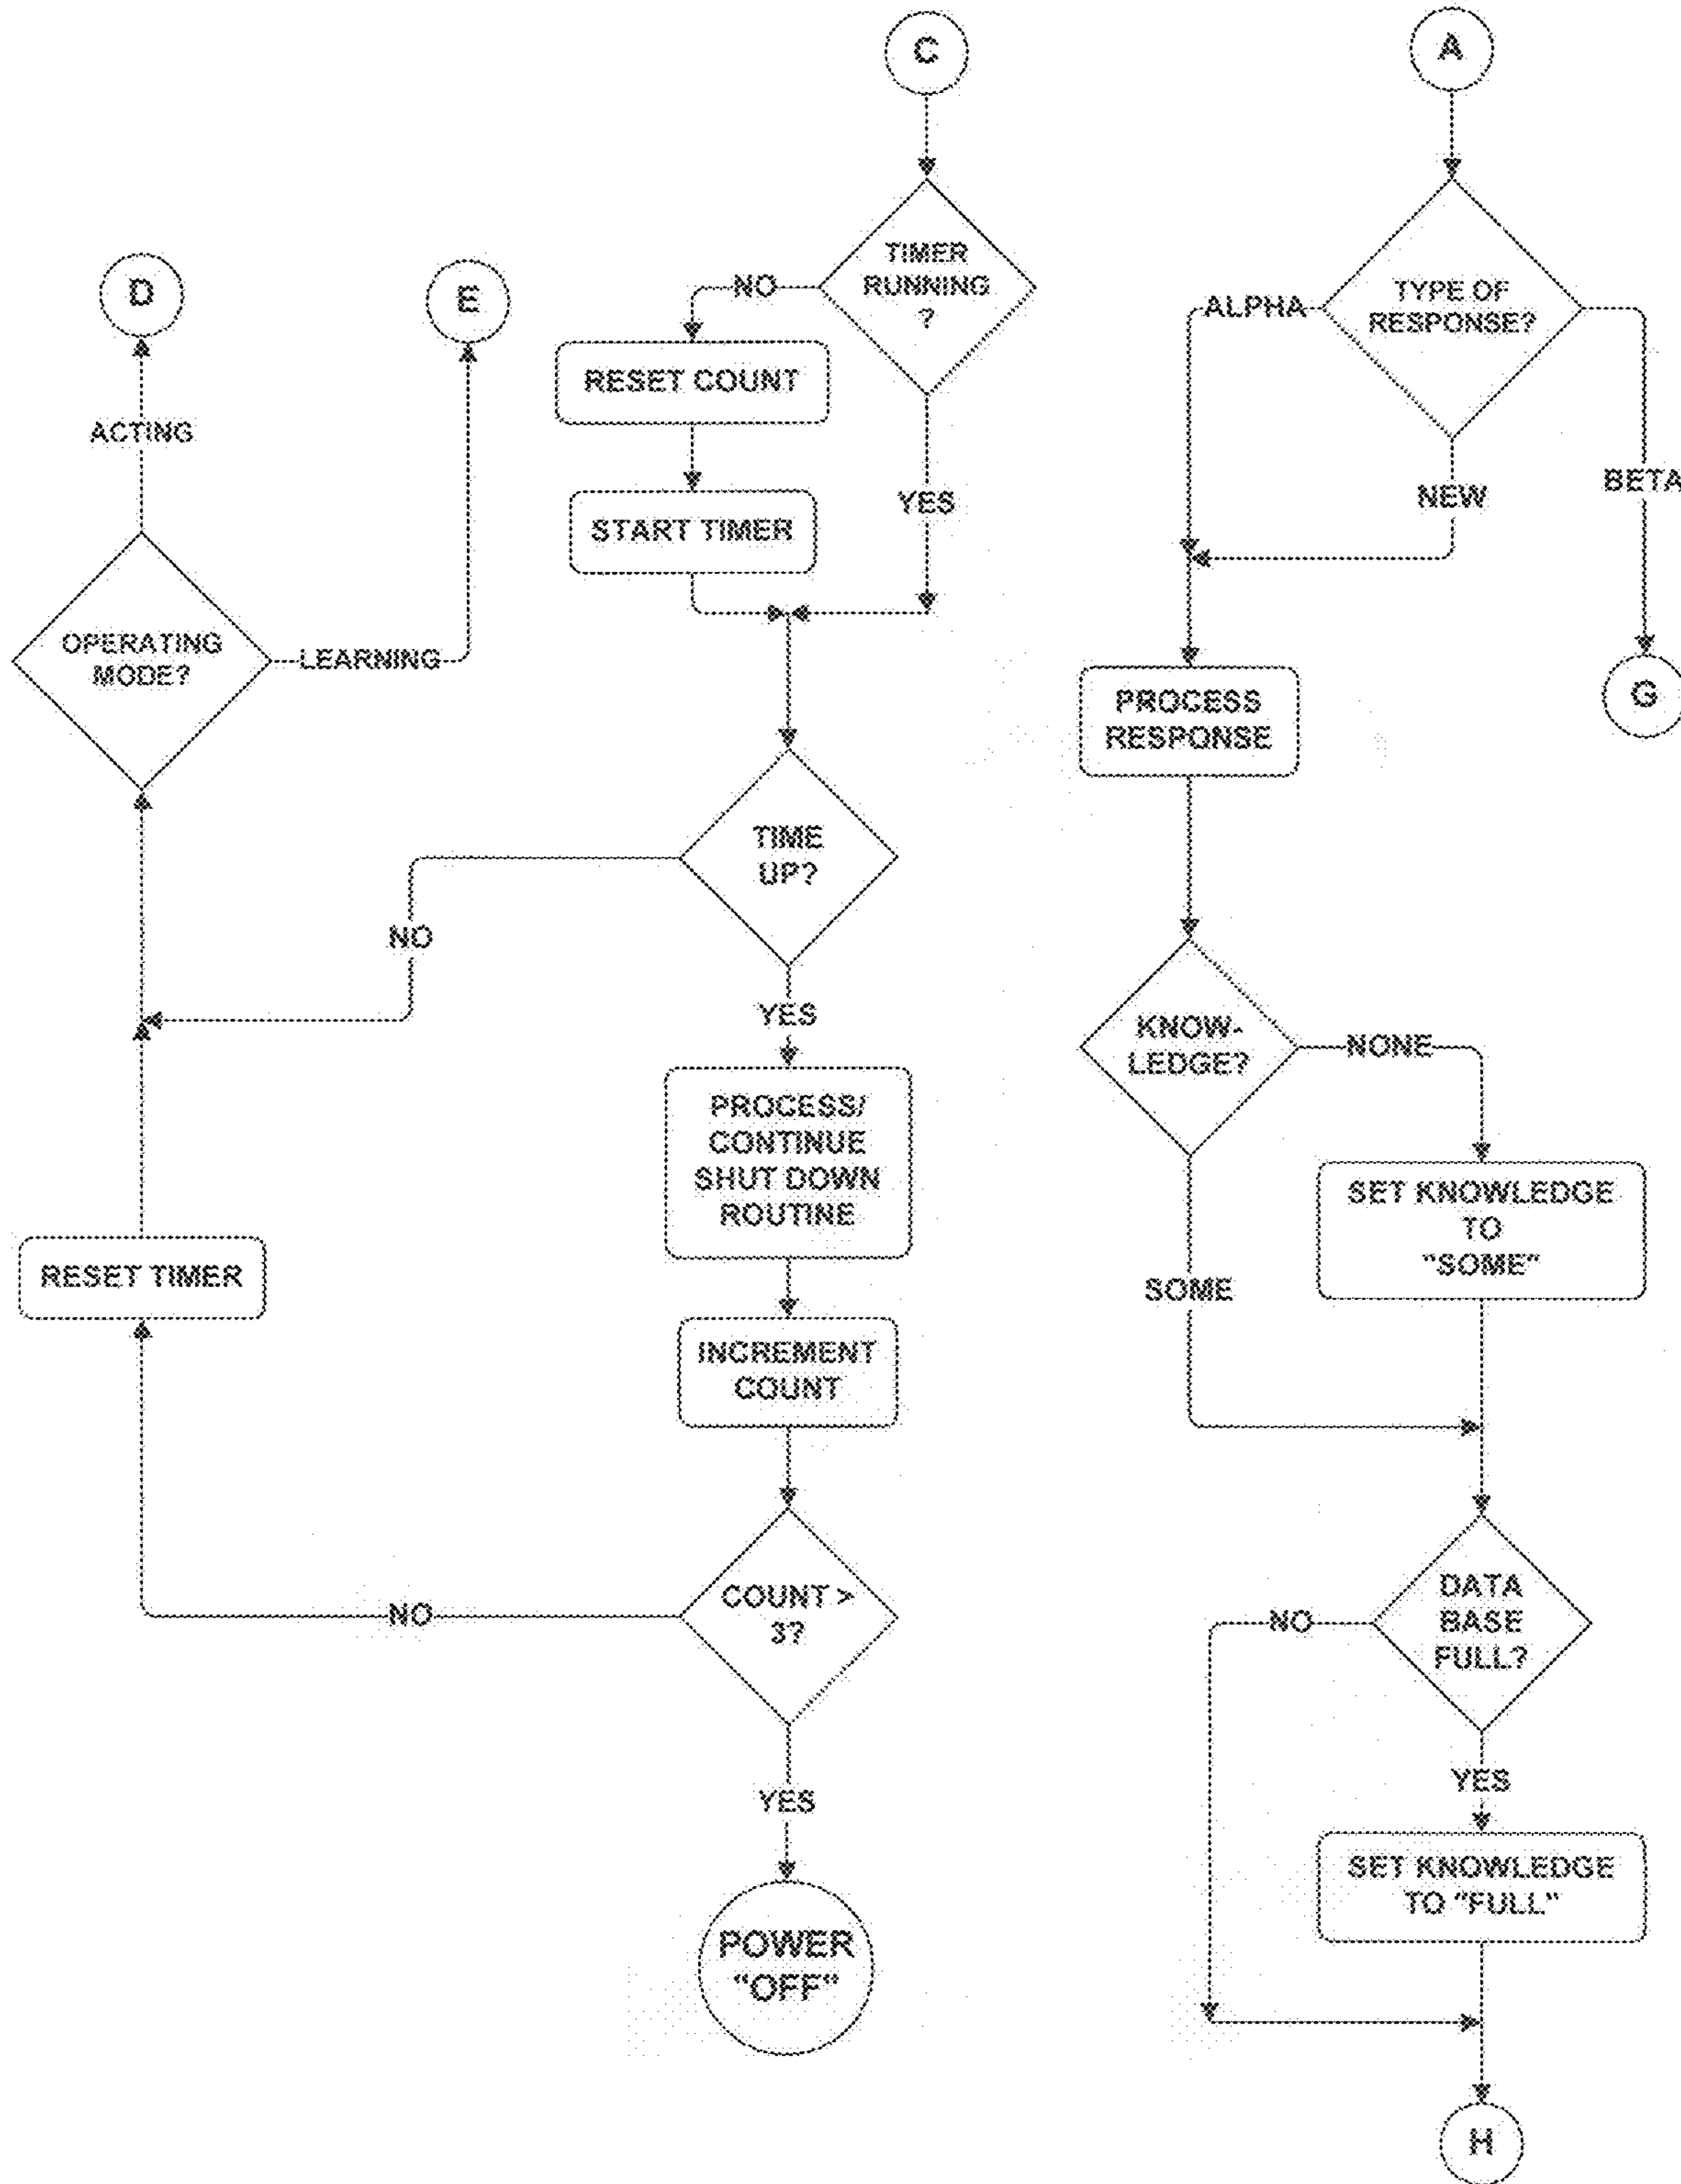 C
A
TIMER
RUNNING
?
NO
RESET COUNT
START TIMER
YES
D
E
ACTING
OPERATING
MODE?
LEARNING
TIME
UP?
NO
YES
PROCESS/
CONTINUE
SHUT DOWN
ROUTINE
RESET TIMER
INCREMENT
COUNT
COUNT >
3?
NO
YES
POWER
"OFF"
TYPE OF
RESPONSE?
ALPHA
NEW
BETA
G
PROCESS
RESPONSE
KNOW-
LEDGE?
NONE
SET KNOWLEDGE
TO
"SOME"
SOME
DATA
BASE
FULL?
NO
YES
SET KNOWLEDGE
TO "FULL"
H